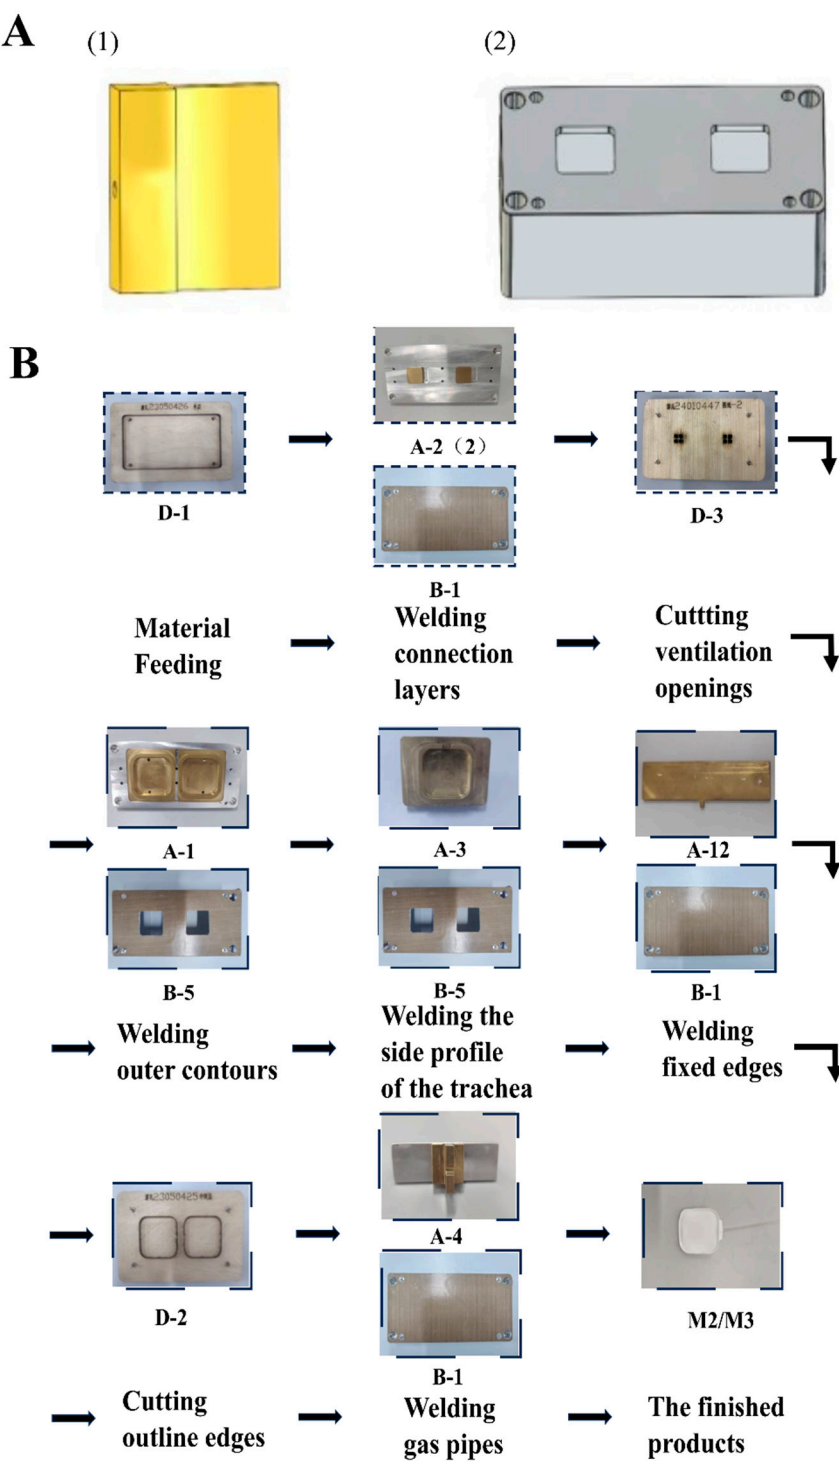 A
(1)
(2)
B
D-1
A-2（2）
B-1
D-3
Material
Feeding
Welding
connection
layers
Cuttting
ventilation
openings
A-1
B-5
A-3
B-5
A-12
B-1
Welding
outer contours
Welding the
side profile
of the trachea
Welding
fixed edges
D-2
A-4
B-1
M2/M3
Cutting
outline edges
Welding
gas pipes
The finished
products